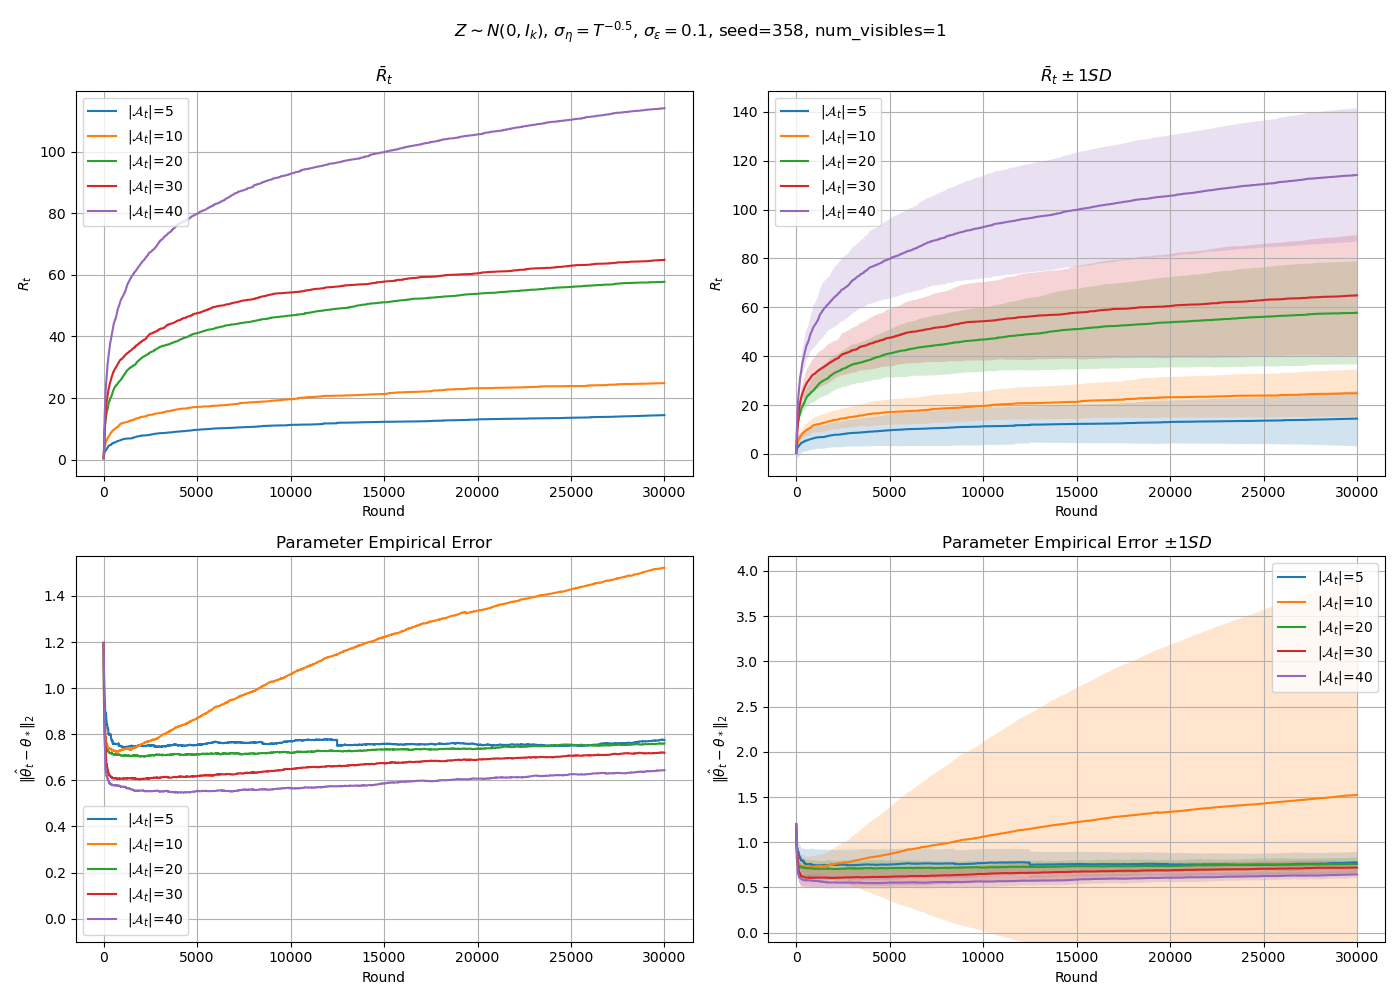 Z ∼ N(0, I_k), σ_η = T^{−0.5}, σ_ε = 0.1, seed=358, num_visibles=1
R̄_t
|𝒜_t|=5
|𝒜_t|=10
|𝒜_t|=20
|𝒜_t|=30
|𝒜_t|=40
100
80
60
40
20
0
R_t
0 5000 10000 15000 20000 25000 30000
Round
R̄_t ± 1SD
|𝒜_t|=5
|𝒜_t|=10
|𝒜_t|=20
|𝒜_t|=30
|𝒜_t|=40
140
120
100
80
60
40
20
0
R_t
0 5000 10000 15000 20000 25000 30000
Round
Parameter Empirical Error
1.4
1.2
1.0
0.8
0.6
0.4
0.2
0.0
‖θ̂_t − θ*‖₂
|𝒜_t|=5
|𝒜_t|=10
|𝒜_t|=20
|𝒜_t|=30
|𝒜_t|=40
0 5000 10000 15000 20000 25000 30000
Round
Parameter Empirical Error ±1SD
|𝒜_t|=5
|𝒜_t|=10
|𝒜_t|=20
|𝒜_t|=30
|𝒜_t|=40
4.0
3.5
3.0
2.5
2.0
1.5
1.0
0.5
0.0
‖θ̂_t − θ*‖₂
0 5000 10000 15000 20000 25000 30000
Round